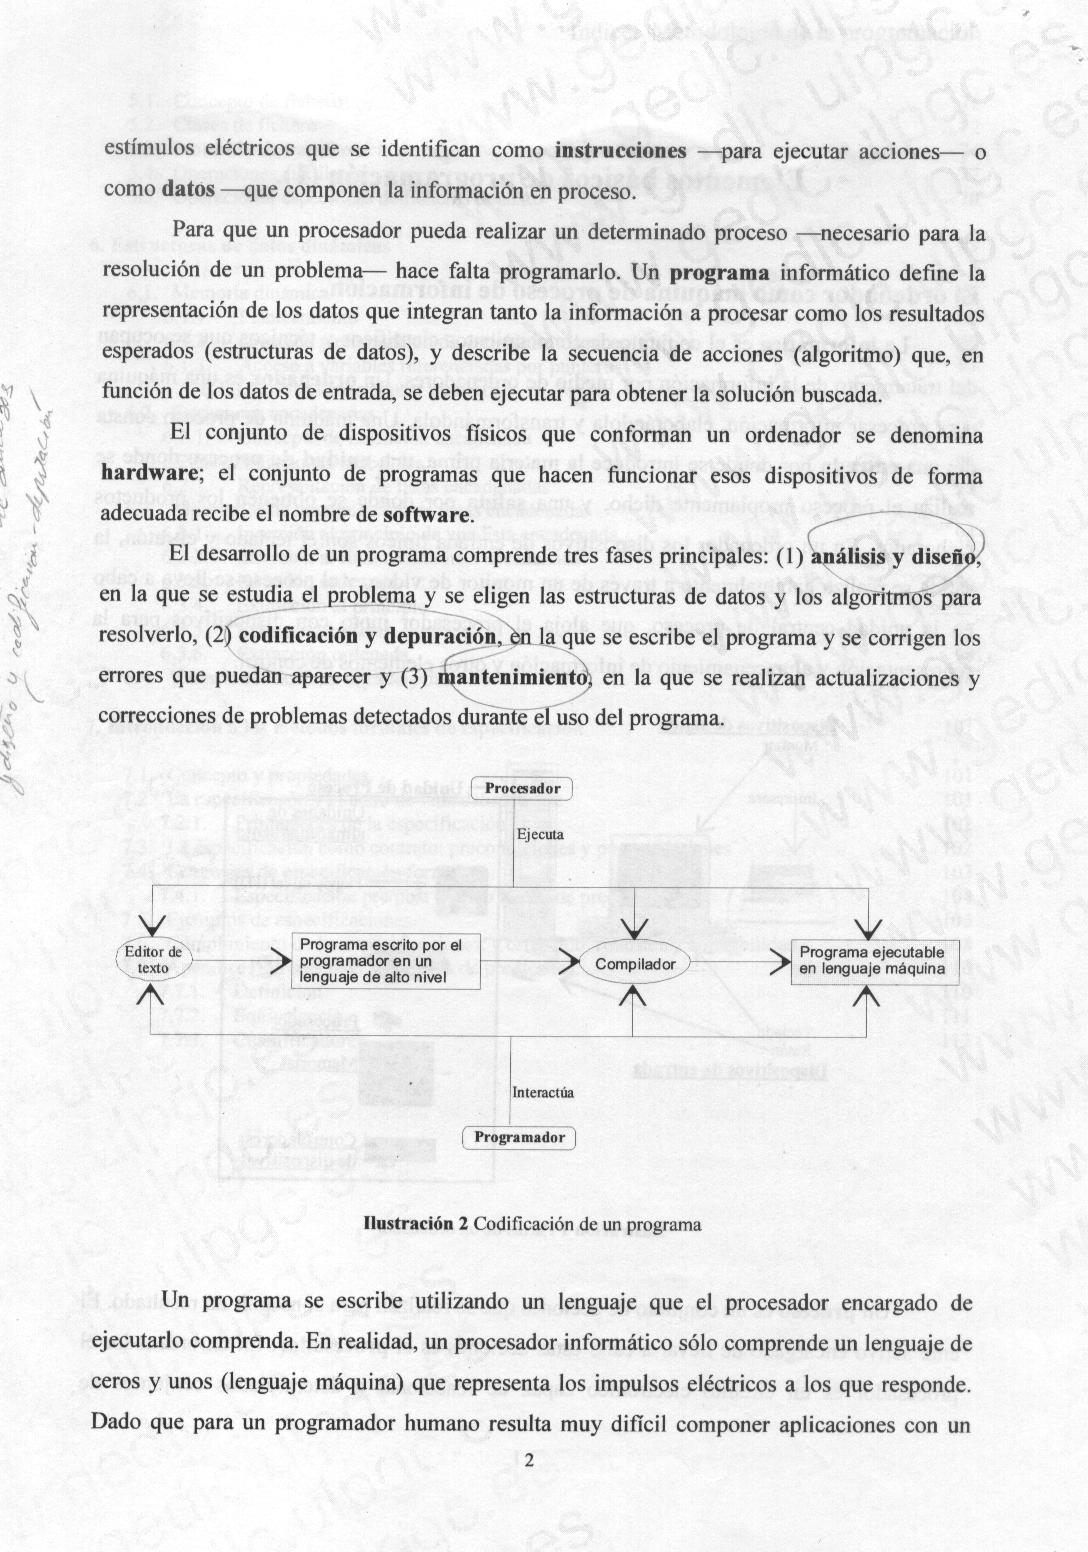 estímulos eléctricos que se identifican como instrucciones —para ejecutar acciones— o
como datos —que componen la información en proceso.
Para que un procesador pueda realizar un determinado proceso —necesario para la
resolución de un problema— hace falta programarlo. Un programa informático define la
representación de los datos que integran tanto la información a procesar como los resultados
esperados (estructuras de datos), y describe la secuencia de acciones (algoritmo) que, en
función de los datos de entrada, se deben ejecutar para obtener la solución buscada.
El conjunto de dispositivos físicos que conforman un ordenador se denomina
hardware; el conjunto de programas que hacen funcionar esos dispositivos de forma
adecuada recibe el nombre de software.
El desarrollo de un programa comprende tres fases principales: (1) análisis y diseño,
en la que se estudia el problema y se eligen las estructuras de datos y los algoritmos para
resolverlo, (2) codificación y depuración, en la que se escribe el programa y se corrigen los
errores que puedan aparecer y (3) mantenimiento, en la que se realizan actualizaciones y
correcciones de problemas detectados durante el uso del programa.
y diseño y codificación - depuración
Procesador
Ejecuta
Editor de
texto
Programa escrito por el
programador en un
lenguaje de alto nivel
Compilador
Programa ejecutable
en lenguaje máquina
Interactúa
Programador
Ilustración 2 Codificación de un programa
Un programa se escribe utilizando un lenguaje que el procesador encargado de
ejecutarlo comprenda. En realidad, un procesador informático sólo comprende un lenguaje de
ceros y unos (lenguaje máquina) que representa los impulsos eléctricos a los que responde.
Dado que para un programador humano resulta muy difícil componer aplicaciones con un
2